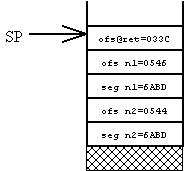 SP
ofs@ret=033C
ofs n1=0546
seg n1=6ABD
ofs n2=0544
seg n2=6ABD